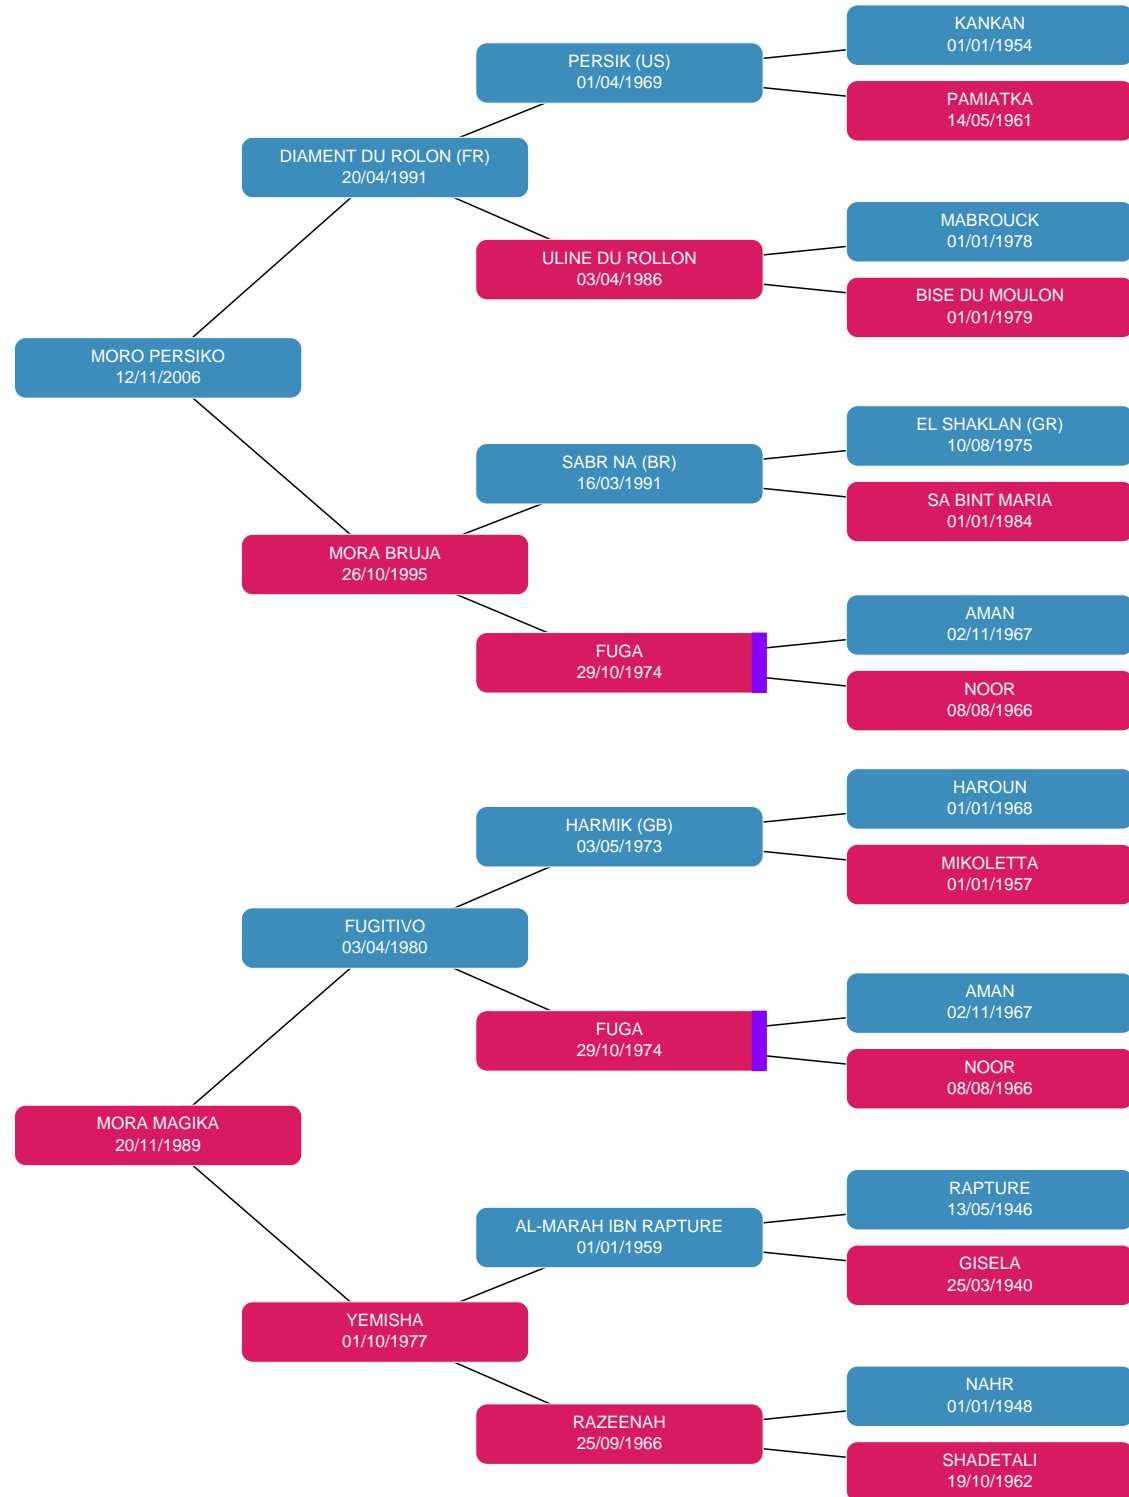 KANKAN
01/01/1954
PERSIK (US)
01/04/1969
PAMIATKA
14/05/1961
DIAMENT DU ROLON (FR)
20/04/1991
MABROUCK
01/01/1978
ULINE DU ROLLON
03/04/1986
BISE DU MOULON
01/01/1979
MORO PERSIKO
12/11/2006
EL SHAKLAN (GR)
10/08/1975
SABR NA (BR)
16/03/1991
SA BINT MARIA
01/01/1984
MORA BRUJA
26/10/1995
AMAN
02/11/1967
FUGA
29/10/1974
NOOR
08/08/1966
HAROUN
01/01/1968
HARMIK (GB)
03/05/1973
MIKOLETTA
01/01/1957
FUGITIVO
03/04/1980
AMAN
02/11/1967
FUGA
29/10/1974
NOOR
08/08/1966
MORA MAGIKA
20/11/1989
RAPTURE
13/05/1946
AL-MARAH IBN RAPTURE
01/01/1959
GISELA
25/03/1940
YEMISHA
01/10/1977
NAHR
01/01/1948
RAZEENAH
25/09/1966
SHADETALI
19/10/1962